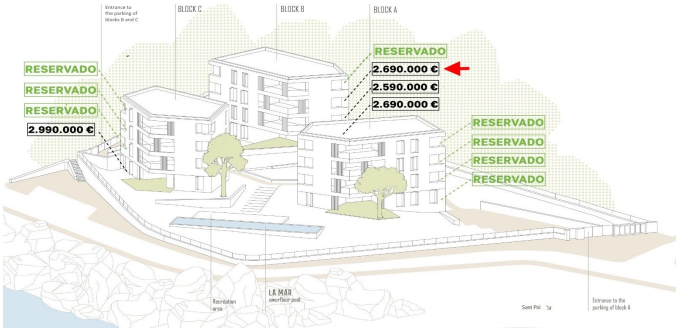 Entrance to
the parking of
blocks B and C
BLOCK C
BLOCK B
BLOCK A
RESERVADO
RESERVADO
RESERVADO
2.990.000 €
RESERVADO
2.690.000 €
2.590.000 €
2.690.000 €
RESERVADO
RESERVADO
RESERVADO
RESERVADO
Recreation
area
LA MAR
overfloor pool
Sant Pol
Entrance to the
parking of block A